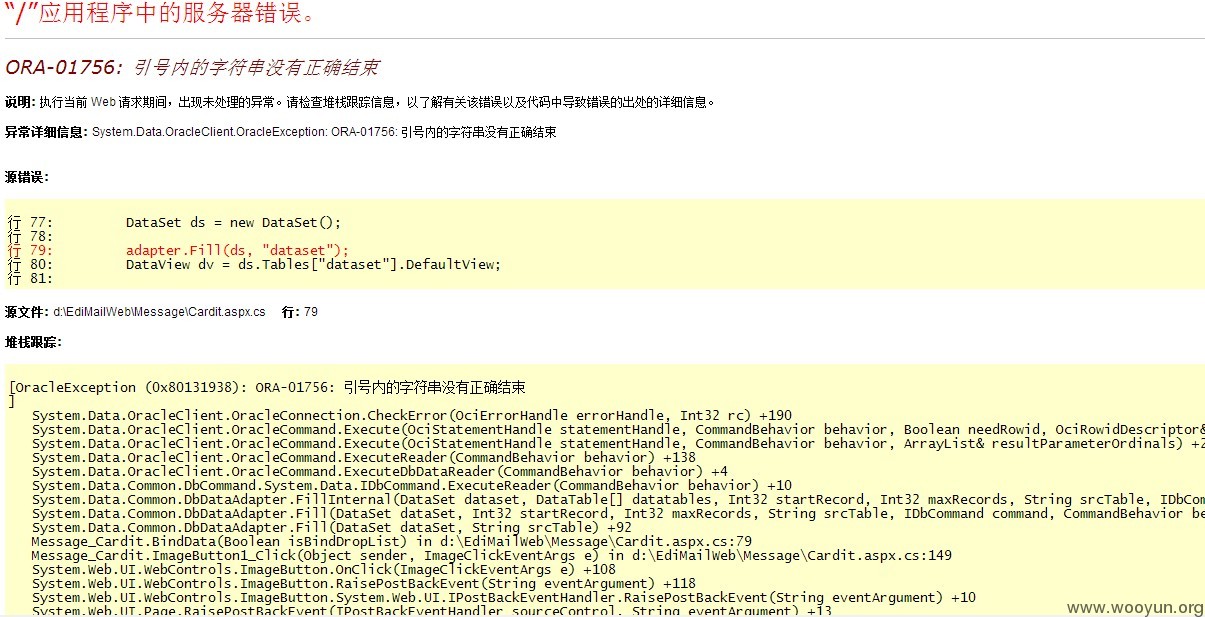 “/”应用程序中的服务器错误。
ORA-01756: 引号内的字符串没有正确结束
说明: 执行当前 Web 请求期间，出现未处理的异常。请检查堆栈跟踪信息，以了解有关该错误以及代码中导致错误的出处的详细信息。
异常详细信息: System.Data.OracleClient.OracleException: ORA-01756: 引号内的字符串没有正确结束
源错误:
行 77:         DataSet ds = new DataSet();
行 78:
行 79:         adapter.Fill(ds, "dataset");
行 80:         DataView dv = ds.Tables["dataset"].DefaultView;
行 81:
源文件: d:\EdiMailWeb\Message\Cardit.aspx.cs    行: 79
堆栈跟踪:
[OracleException (0x80131938): ORA-01756: 引号内的字符串没有正确结束
]
System.Data.OracleClient.OracleConnection.CheckError(OciErrorHandle errorHandle, Int32 rc) +190
System.Data.OracleClient.OracleCommand.Execute(OciStatementHandle statementHandle, CommandBehavior behavior, Boolean needRowid, OciRowidDescriptor&
System.Data.OracleClient.OracleCommand.Execute(OciStatementHandle statementHandle, CommandBehavior behavior, ArrayList& resultParameterOrdinals) +2
System.Data.OracleClient.OracleCommand.ExecuteReader(CommandBehavior behavior) +138
System.Data.OracleClient.OracleCommand.ExecuteDbDataReader(CommandBehavior behavior) +4
System.Data.Common.DbCommand.System.Data.IDbCommand.ExecuteReader(CommandBehavior behavior) +10
System.Data.Common.DbDataAdapter.FillInternal(DataSet dataset, DataTable[] datatables, Int32 startRecord, Int32 maxRecords, String srcTable, IDbCom
System.Data.Common.DbDataAdapter.Fill(DataSet dataSet, Int32 startRecord, Int32 maxRecords, String srcTable, IDbCommand command, CommandBehavior be
System.Data.Common.DbDataAdapter.Fill(DataSet dataSet, String srcTable) +92
Message_Cardit.BindData(Boolean isBindDropList) in d:\EdiMailWeb\Message\Cardit.aspx.cs:79
Message_Cardit.ImageButton1_Click(Object sender, ImageClickEventArgs e) in d:\EdiMailWeb\Message\Cardit.aspx.cs:149
System.Web.UI.WebControls.ImageButton.OnClick(ImageClickEventArgs e) +108
System.Web.UI.WebControls.ImageButton.RaisePostBackEvent(String eventArgument) +118
System.Web.UI.WebControls.ImageButton.System.Web.UI.IPostBackEventHandler.RaisePostBackEvent(String eventArgument) +10
System.Web.UI.Page.RaisePostBackEvent(IPostBackEventHandler sourceControl, String eventArgument) +13
www.wooyun.org